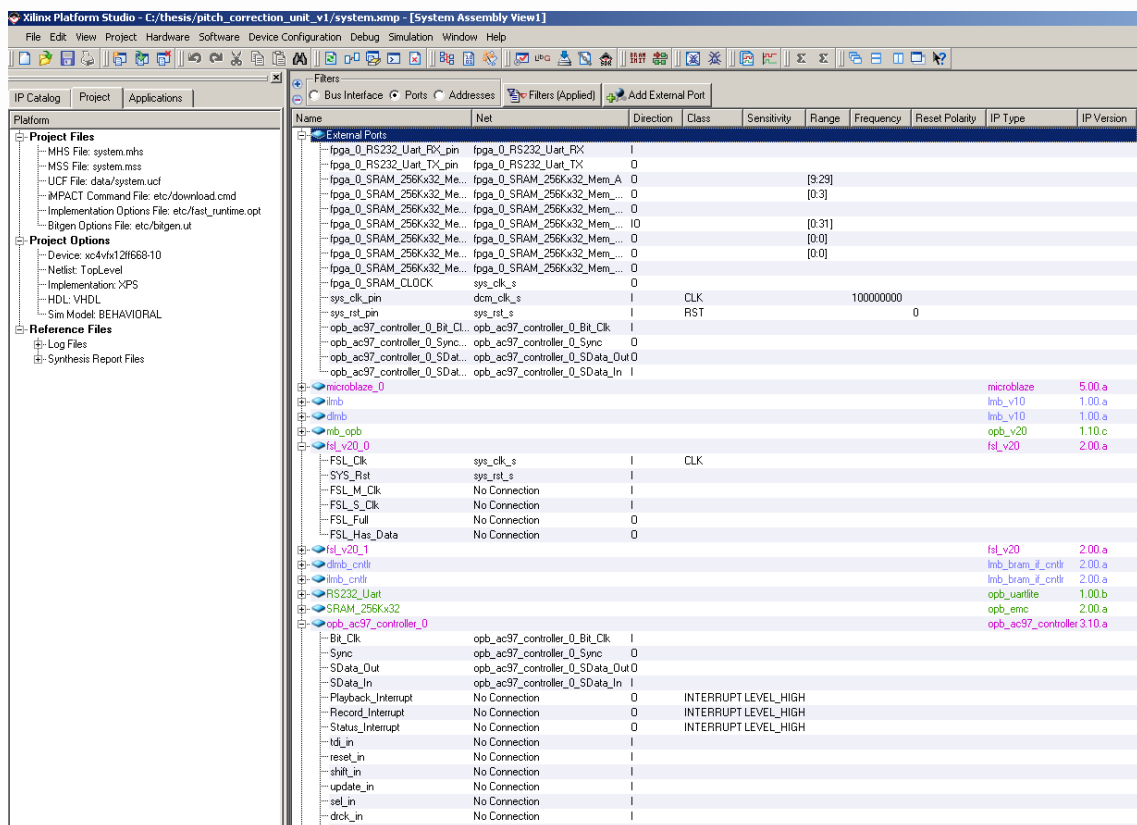 Xilinx Platform Studio - C:/thesis/pitch_correction_unit_v1/system.xmp - [System Assembly View1]
File Edit View Project Hardware Software Device Configuration Debug Simulation Window Help
IP Catalog Project Applications
Platform
Project Files
MHS File: system.mhs
MSS File: system.mss
UCF File: data/system.ucf
iMPACT Command File: etc/download.cmd
Implementation Options File: etc/fast_runtime.opt
Bitgen Options File: etc/bitgen.ut
Project Options
Device: xc4vfx12ff668-10
Netlist: TopLevel
Implementation: XPS
HDL: VHDL
Sim Model: BEHAVIORAL
Reference Files
Log Files
Synthesis Report Files
Filters
Bus Interface Ports Addresses Filters (Applied) Add External Port
Name Net Direction Class Sensitivity Range Frequency Reset Polarity IP Type IP Version
External Ports
fpga_0_RS232_Uart_RX_pin fpga_0_RS232_Uart_RX I
fpga_0_RS232_Uart_TX_pin fpga_0_RS232_Uart_TX O
fpga_0_SRAM_256Kx32_Me... fpga_0_SRAM_256Kx32_Mem_A O [9:29]
fpga_0_SRAM_256Kx32_Me... fpga_0_SRAM_256Kx32_Mem_... O [0:3]
fpga_0_SRAM_256Kx32_Me... fpga_0_SRAM_256Kx32_Mem_... O
fpga_0_SRAM_256Kx32_Me... fpga_0_SRAM_256Kx32_Mem_... IO [0:31]
fpga_0_SRAM_256Kx32_Me... fpga_0_SRAM_256Kx32_Mem_... O [0:0]
fpga_0_SRAM_256Kx32_Me... fpga_0_SRAM_256Kx32_Mem_... O [0:0]
fpga_0_SRAM_256Kx32_Me... fpga_0_SRAM_256Kx32_Mem_... O
fpga_0_SRAM_CLOCK sys_clk_s O
sys_clk_pin dcm_clk_s I CLK 100000000
sys_rst_pin sys_rst_s I RST 0
opb_ac97_controller_0_Bit_Cl... opb_ac97_controller_0_Bit_Clk I
opb_ac97_controller_0_Sync... opb_ac97_controller_0_Sync O
opb_ac97_controller_0_SDat... opb_ac97_controller_0_SData_Out O
opb_ac97_controller_0_SDat... opb_ac97_controller_0_SData_In I
microblaze_0 microblaze 5.00.a
ilmb lmb_v10 1.00.a
dlmb lmb_v10 1.00.a
mb_opb opb_v20 1.10.c
fsl_v20_0 fsl_v20 2.00.a
FSL_Clk sys_clk_s I CLK
SYS_Rst sys_rst_s I
FSL_M_Clk No Connection I
FSL_S_Clk No Connection I
FSL_Full No Connection O
FSL_Has_Data No Connection O
fsl_v20_1 fsl_v20 2.00.a
dlmb_cntlr lmb_bram_if_cntlr 2.00.a
ilmb_cntlr lmb_bram_if_cntlr 2.00.a
RS232_Uart opb_uartlite 1.00.b
SRAM_256Kx32 opb_emc 2.00.a
opb_ac97_controller_0 opb_ac97_controller 3.10.a
Bit_Clk opb_ac97_controller_0_Bit_Clk I
Sync opb_ac97_controller_0_Sync O
SData_Out opb_ac97_controller_0_SData_Out O
SData_In opb_ac97_controller_0_SData_In I
Playback_Interrupt No Connection O INTERRUPT LEVEL_HIGH
Record_Interrupt No Connection O INTERRUPT LEVEL_HIGH
Status_Interrupt No Connection O INTERRUPT LEVEL_HIGH
tdi_in No Connection I
reset_in No Connection I
shift_in No Connection I
update_in No Connection I
sel_in No Connection I
drck_in No Connection I